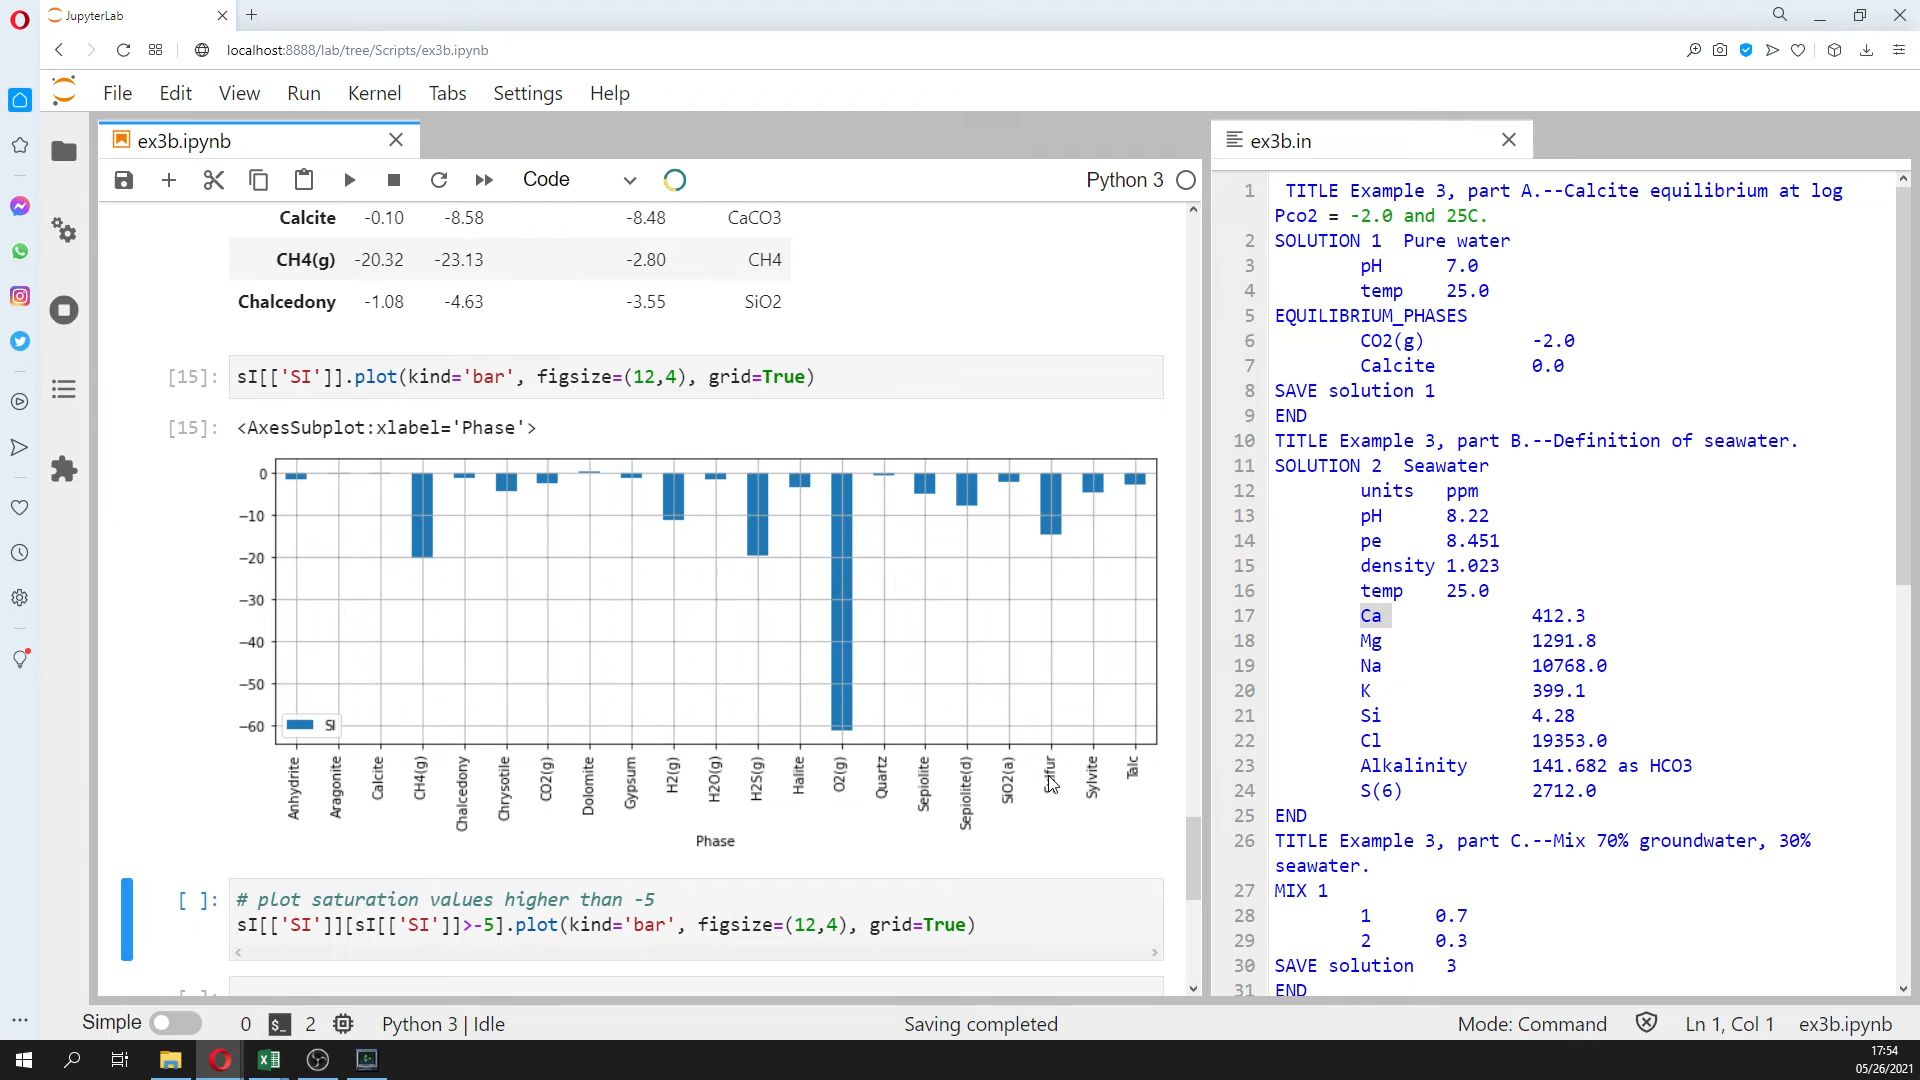 JupyterLab
localhost:8888/lab/tree/Scripts/ex3b.ipynb
File Edit View Run Kernel Tabs Settings Help
ex3b.ipynb
Code
Python 3
Calcite -0.10 -8.58 -8.48 CaCO3
CH4(g) -20.32 -23.13 -2.80 CH4
Chalcedony -1.08 -4.63 -3.55 SiO2
[15]: sI[['SI']].plot(kind='bar', figsize=(12,4), grid=True)
[15]: <AxesSubplot:xlabel='Phase'>
0
−10
−20
−30
−40
−50
−60
SI
Anhydrite
Aragonite
Calcite
CH4(g)
Chalcedony
Chrysotile
CO2(g)
Dolomite
Gypsum
H2(g)
H2O(g)
H2S(g)
Halite
O2(g)
Quartz
Sepiolite
Sepiolite(d)
SiO2(a)
Sulfur
Sylvite
Talc
Phase
[ ]: # plot saturation values higher than -5
sI[['SI']][sI[['SI']]>-5].plot(kind='bar', figsize=(12,4), grid=True)
[ ]:
ex3b.in
1 TITLE Example 3, part A.--Calcite equilibrium at log
Pco2 = -2.0 and 25C.
2 SOLUTION 1 Pure water
3 pH 7.0
4 temp 25.0
5 EQUILIBRIUM_PHASES
6 CO2(g) -2.0
7 Calcite 0.0
8 SAVE solution 1
9 END
10 TITLE Example 3, part B.--Definition of seawater.
11 SOLUTION 2 Seawater
12 units ppm
13 pH 8.22
14 pe 8.451
15 density 1.023
16 temp 25.0
17 Ca 412.3
18 Mg 1291.8
19 Na 10768.0
20 K 399.1
21 Si 4.28
22 Cl 19353.0
23 Alkalinity 141.682 as HCO3
24 S(6) 2712.0
25 END
26 TITLE Example 3, part C.--Mix 70% groundwater, 30%
seawater.
27 MIX 1
28 1 0.7
29 2 0.3
30 SAVE solution 3
31 END
Simple 0 $_ 2 Python 3 | Idle Saving completed Mode: Command Ln 1, Col 1 ex3b.ipynb
17:54
05/26/2021